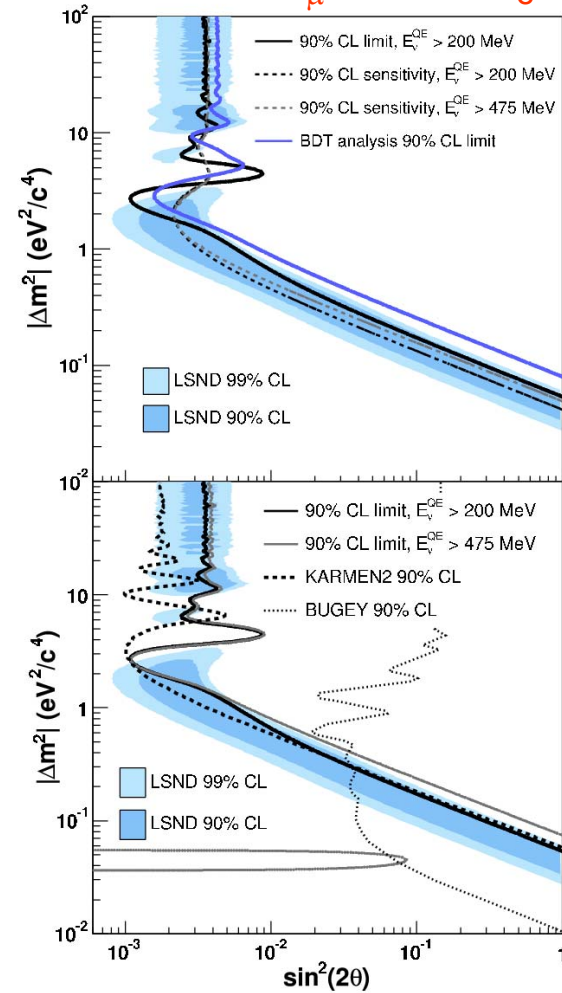 μ
10²
90% CL limit, E_ν^QE > 200 MeV
90% CL sensitivity, E_ν^QE > 200 MeV
90% CL sensitivity, E_ν^QE > 475 MeV
BDT analysis 90% CL limit
10
|Δm²| (eV²/c⁴)
1
10⁻¹
LSND 99% CL
LSND 90% CL
10⁻²
90% CL limit, E_ν^QE > 200 MeV
90% CL limit, E_ν^QE > 475 MeV
KARMEN2 90% CL
BUGEY 90% CL
10
|Δm²| (eV²/c⁴)
1
LSND 99% CL
LSND 90% CL
10⁻¹
10⁻²
10⁻³ 10⁻² 10⁻¹ 1
sin²(2θ)